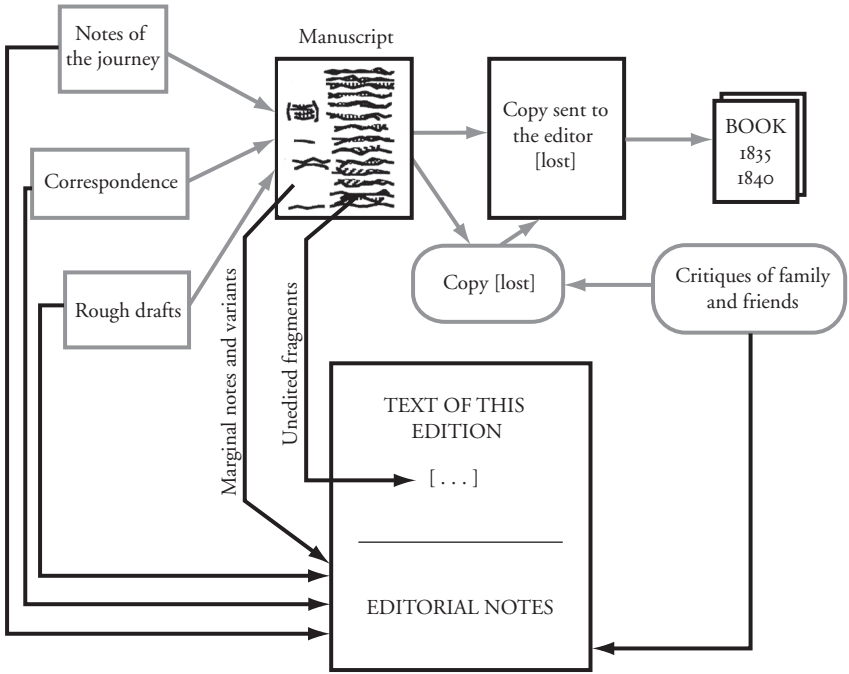 Notes of
the journey
Manuscript
Copy sent to
the editor
[lost]
BOOK
1835
1840
Correspondence
Rough drafts
Copy [lost]
Critiques of family
and friends
Marginal notes and variants
Unedited fragments
TEXT OF THIS
EDITION
[...]
EDITORIAL NOTES